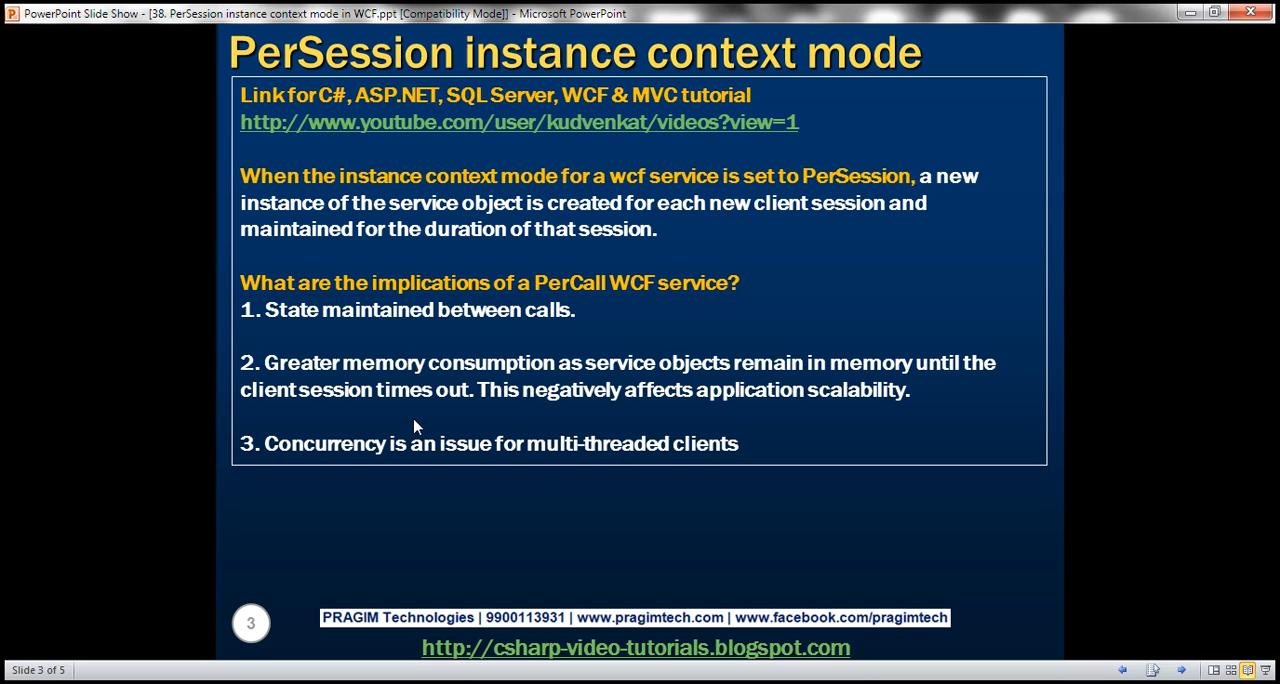 PowerPoint Slide Show - [38. PerSession instance context mode in WCF.ppt [Compatibility Mode]] - Microsoft PowerPoint
PerSession instance context mode
Link for C#, ASP.NET, SQL Server, WCF & MVC tutorial
http://www.youtube.com/user/kudvenkat/videos?view=1
When the instance context mode for a wcf service is set to PerSession, a new
instance of the service object is created for each new client session and
maintained for the duration of that session.
What are the implications of a PerCall WCF service?
1. State maintained between calls.
2. Greater memory consumption as service objects remain in memory until the
client session times out. This negatively affects application scalability.
3. Concurrency is an issue for multi-threaded clients
3
PRAGIM Technologies | 9900113931 | www.pragimtech.com | www.facebook.com/pragimtech
http://csharp-video-tutorials.blogspot.com
Slide 3 of 5